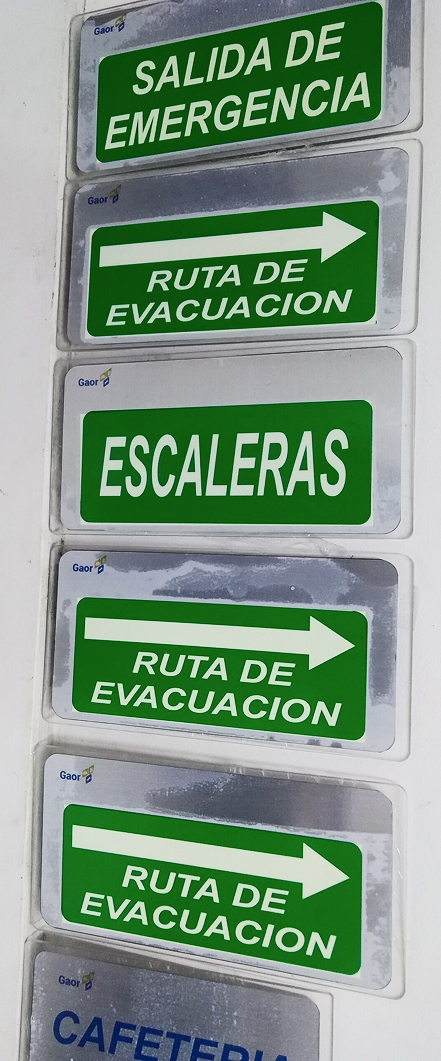 Gaor
SALIDA DE
EMERGENCIA
Gaor
RUTA DE
EVACUACION
Gaor
ESCALERAS
Gaor
RUTA DE
EVACUACION
Gaor
RUTA DE
EVACUACION
Gaor
CAFETERIA